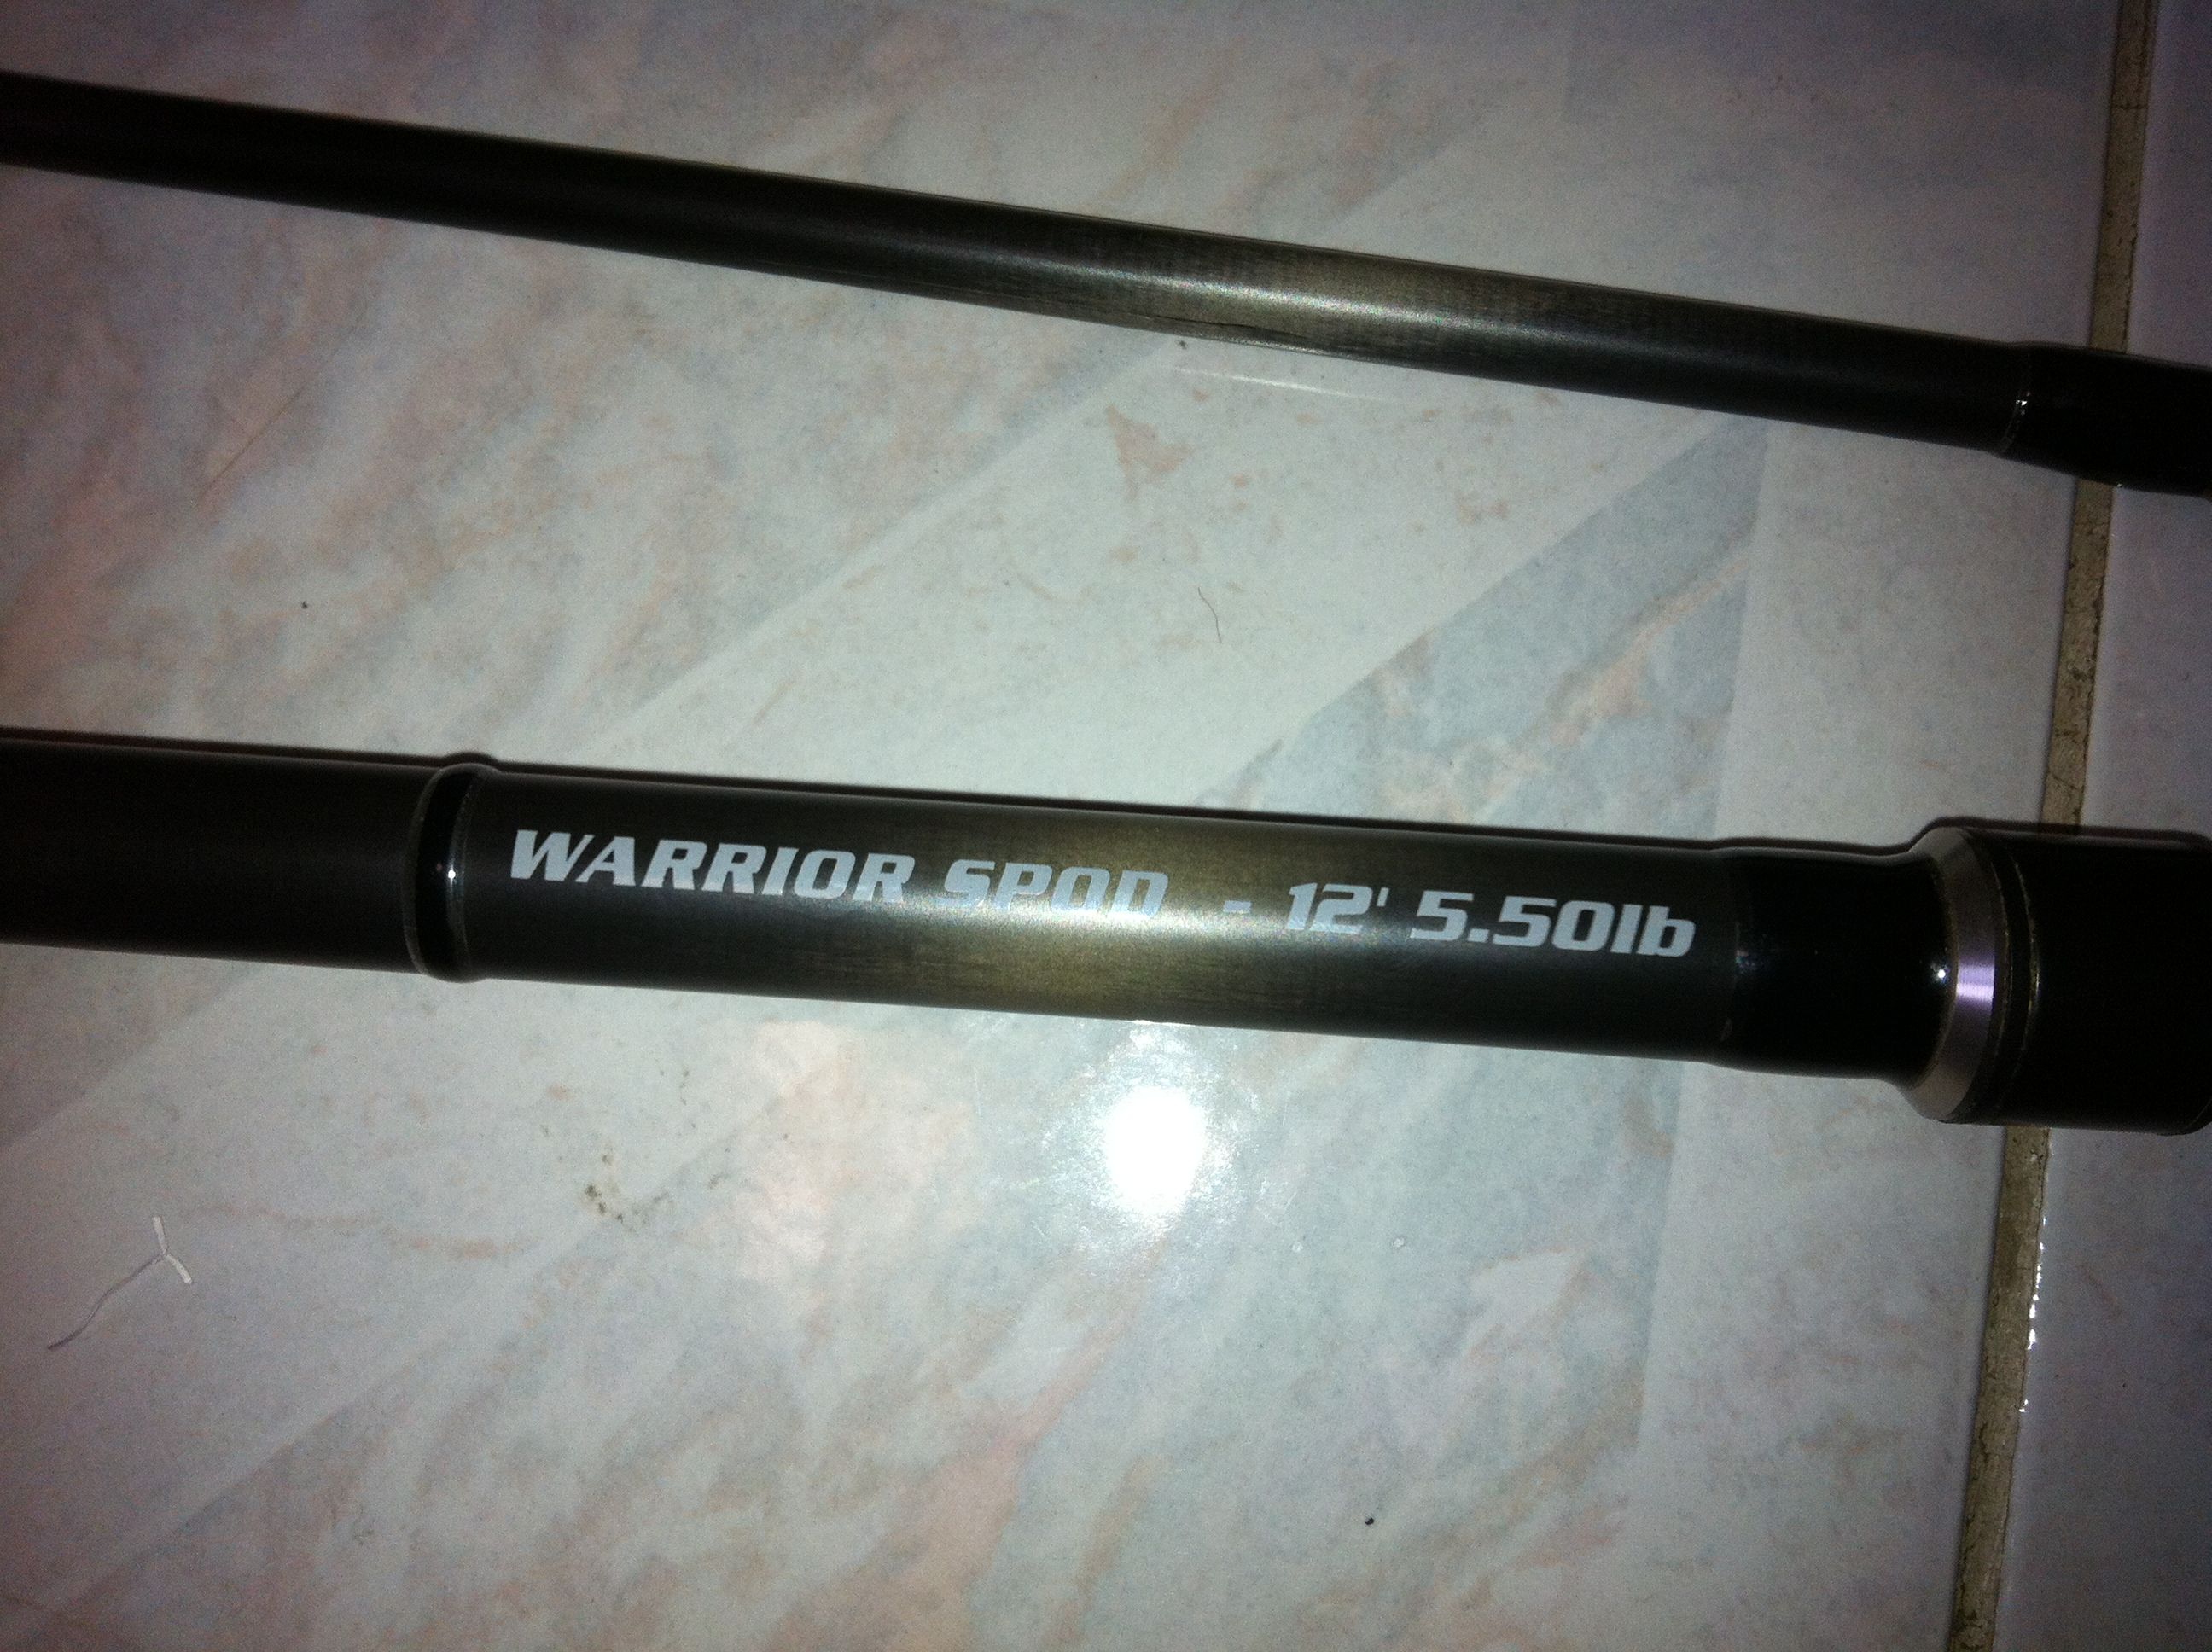 WARRIOR SPOD - 12' 5.50lb